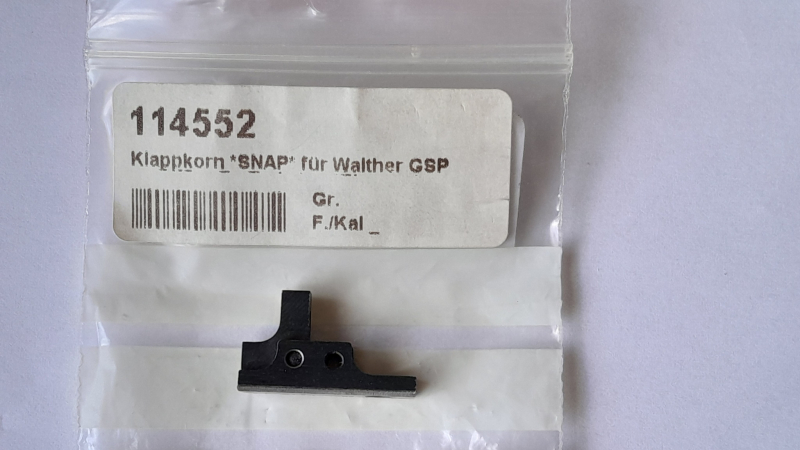 114552
Klappkorn *SNAP* für Walther GSP
Gr.
F./Kal _